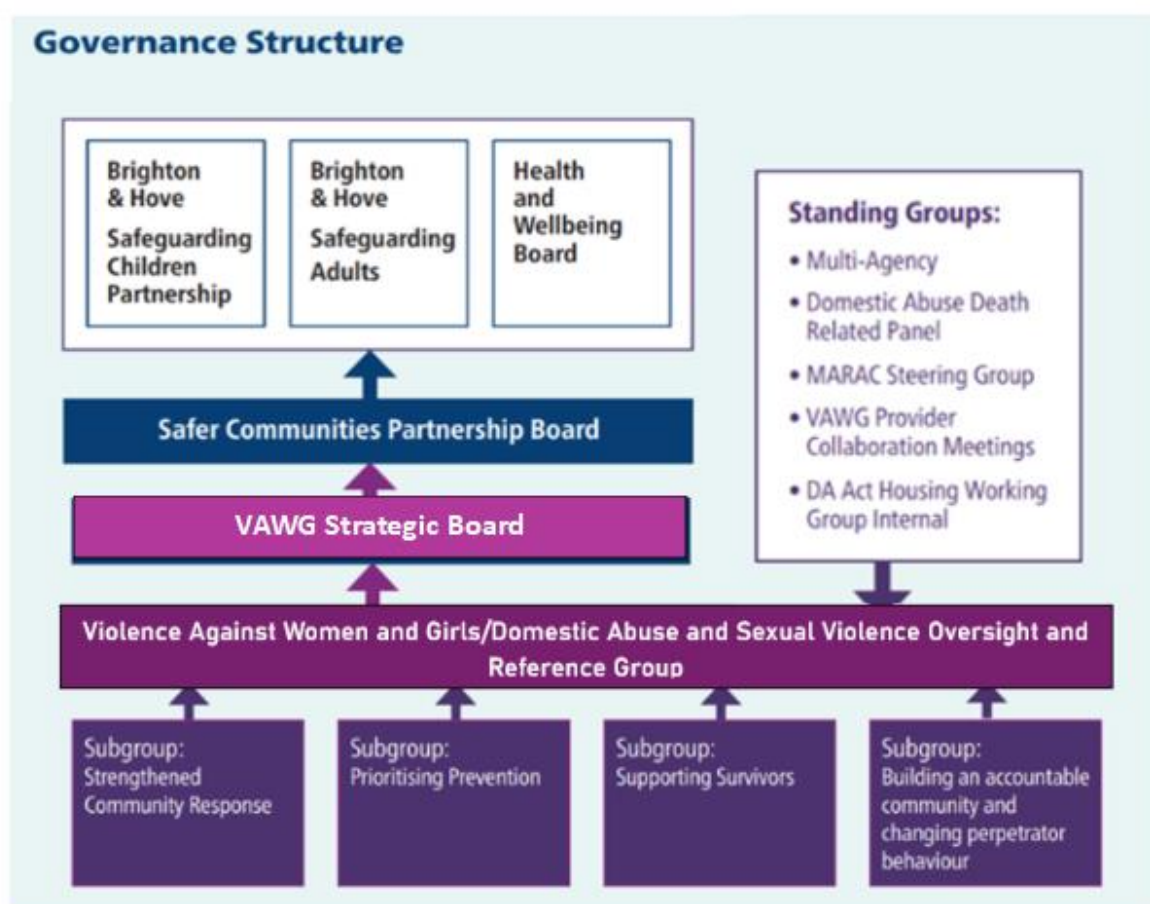 Governance Structure
Brighton
& Hove
Safeguarding
Children
Partnership
Brighton
& Hove
Safeguarding
Adults
Health
and
Wellbeing
Board
Standing Groups:
• Multi-Agency
• Domestic Abuse Death
Related Panel
• MARAC Steering Group
• VAWG Provider
Collaboration Meetings
• DA Act Housing Working
Group Internal
Safer Communities Partnership Board
VAWG Strategic Board
Violence Against Women and Girls/Domestic Abuse and Sexual Violence Oversight and
Reference Group
Subgroup:
Strengthened
Community Response
Subgroup:
Prioritising Prevention
Subgroup:
Supporting Survivors
Subgroup:
Building an accountable
community and
changing perpetrator
behaviour